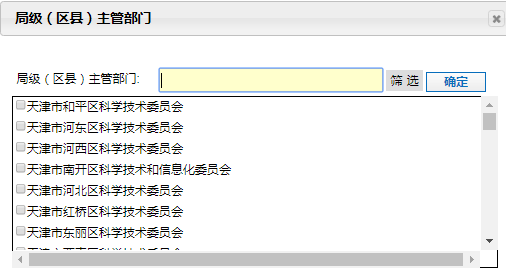 局级（区县）主管部门
局级（区县）主管部门: 筛 选 确定
天津市和平区科学技术委员会
天津市河东区科学技术委员会
天津市河西区科学技术委员会
天津市南开区科学技术和信息化委员会
天津市河北区科学技术委员会
天津市红桥区科学技术委员会
天津市东丽区科学技术委员会